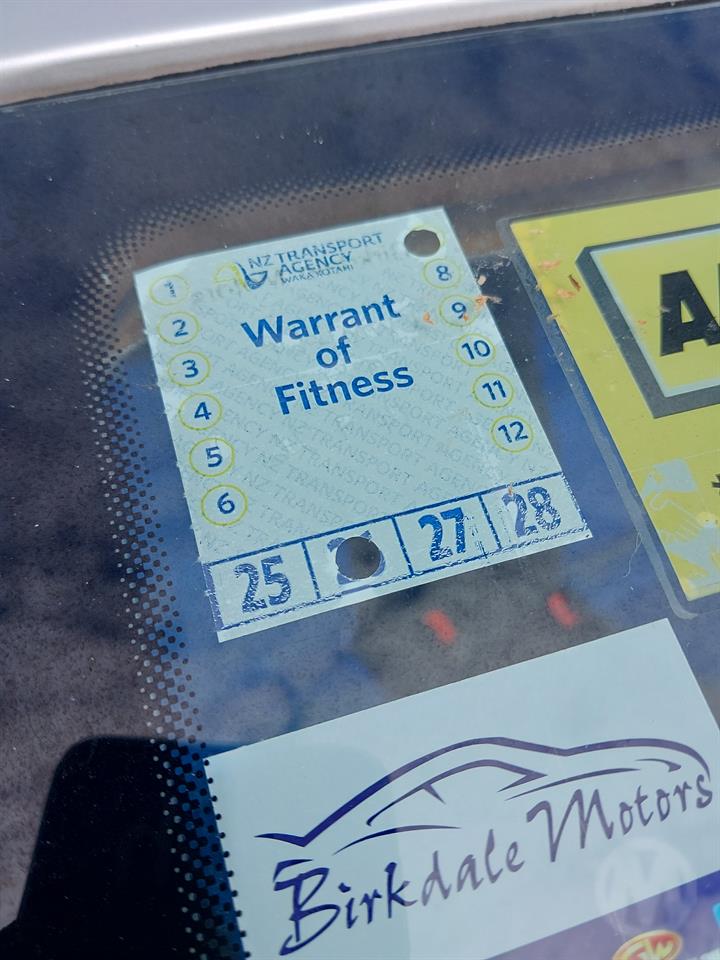 NZ TRANSPORT
AGENCY
WAKA KOTAHI
Warrant
of
Fitness
1
2
3
4
5
6
8
9
10
11
12
25
27
28
A
Birkdale Motors